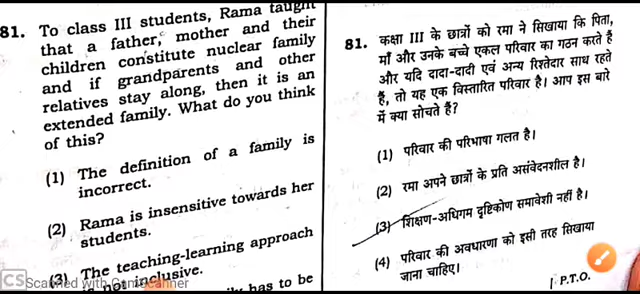 81. To class III students, Rama taught
that a father, mother and their
children constitute nuclear family
and if grandparents and other
relatives stay along, then it is an
extended family. What do you think
of this?
(1) The definition of a family is
incorrect.
(2) Rama is insensitive towards her
students.
(3) The teaching-learning approach
is not inclusive.
has to be
CS Scanned with CamScanner
81. कक्षा III के छात्रों को रमा ने सिखाया कि पिता,
माँ और उनके बच्चे एकल परिवार का गठन करते हैं
और यदि दादा-दादी एवं अन्य रिश्तेदार साथ रहते
हैं, तो यह एक विस्तारित परिवार है। आप इस बारे
में क्या सोचते हैं?
(1) परिवार की परिभाषा गलत है।
(2) रमा अपने छात्रों के प्रति असंवेदनशील है।
(3) शिक्षण-अधिगम दृष्टिकोण समावेशी नहीं है।
(4) परिवार की अवधारणा को इसी तरह सिखाया
जाना चाहिए।
[ P.T.O.